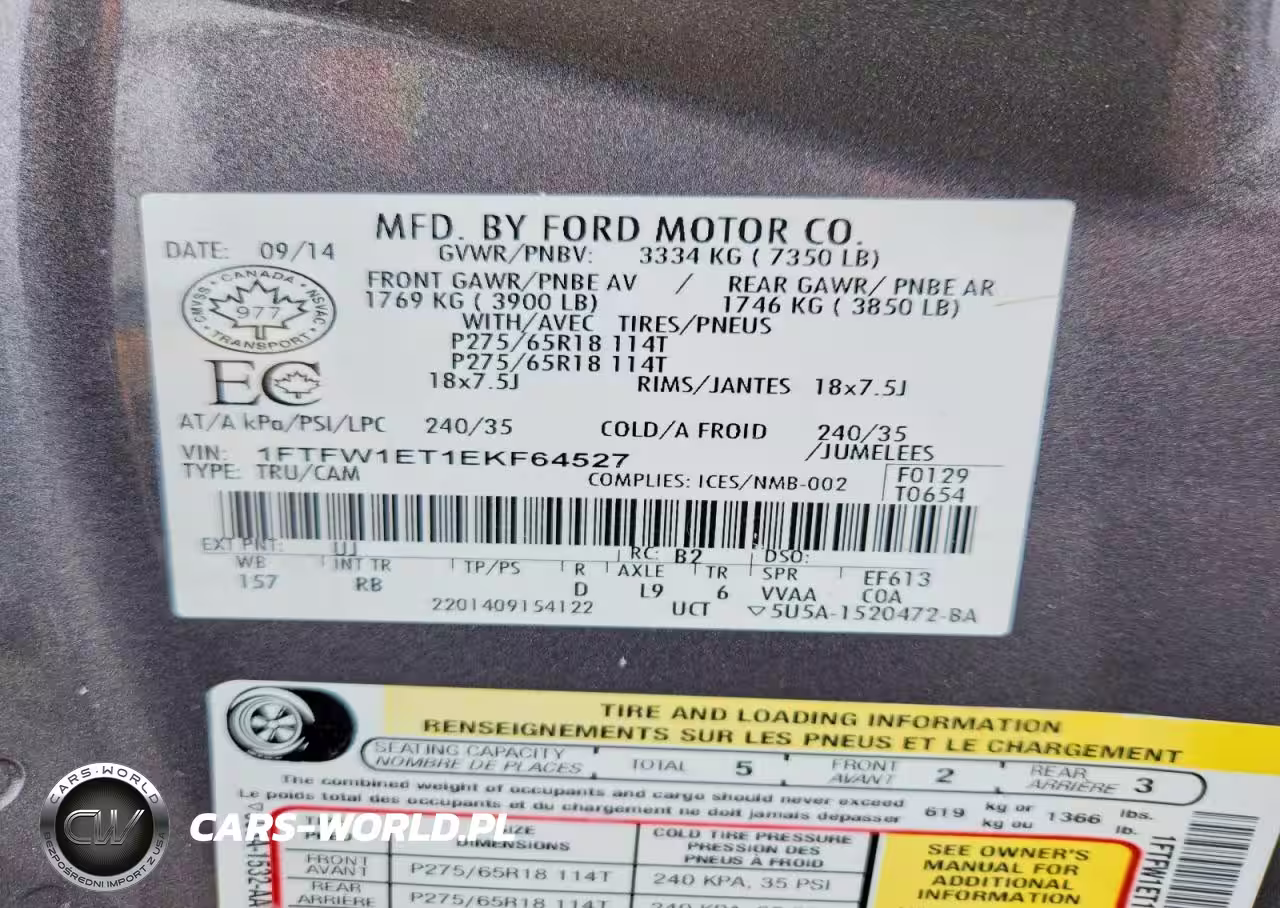 MFD. BY FORD MOTOR CO.
DATE: 09/14
GVWR/PNBV: 3334 KG ( 7350 LB)
FRONT GAWR/PNBE AV / REAR GAWR/ PNBE AR
1769 KG ( 3900 LB) 1746 KG ( 3850 LB)
WITH/AVEC TIRES/PNEUS
P275/65R18 114T
P275/65R18 114T
18x7.5J RIMS/JANTES 18x7.5J
CANADA
CMVSS 977 NSVAC
TRANSPORT
EC
AT/A kPa/PSI/LPC 240/35 COLD/A FROID 240/35
/JUMELEES
VIN: 1FTFW1ET1EKF64527
TYPE: TRU/CAM
COMPLIES: ICES/NMB-002
F0129
T0654
EXT PNT: UJ RC: B2 DSO:
WB INT TR TP/PS R AXLE TR SPR EF613
157 RB D L9 6 VVAA COA
2201409154122 UCT ▽5U5A-1520472-BA
TIRE AND LOADING INFORMATION
RENSEIGNEMENTS SUR LES PNEUS ET LE CHARGEMENT
SEATING CAPACITY
NOMBRE DE PLACES
TOTAL 5
FRONT
AVANT 2
REAR
ARRIÈRE 3
The combined weight of occupants and cargo should never exceed
Le poids total des occupants et du chargement ne doit jamais dépasser
619 kg or
kg ou 1366 lbs.
lb.
DIMENSIONS
COLD TIRE PRESSURE
PRESSION DES
PNEUS À FROID
FRONT
AVANT P275/65R18 114T 240 KPA, 35 PSI
REAR
ARRIÈRE P275/65R18 114T
SEE OWNER'S
MANUAL FOR
ADDITIONAL
INFORMATION
1FTFW1ET1
CARS-WORLD
CW
BEZPOŚREDNI IMPORT Z USA
CARS-WORLD.PL